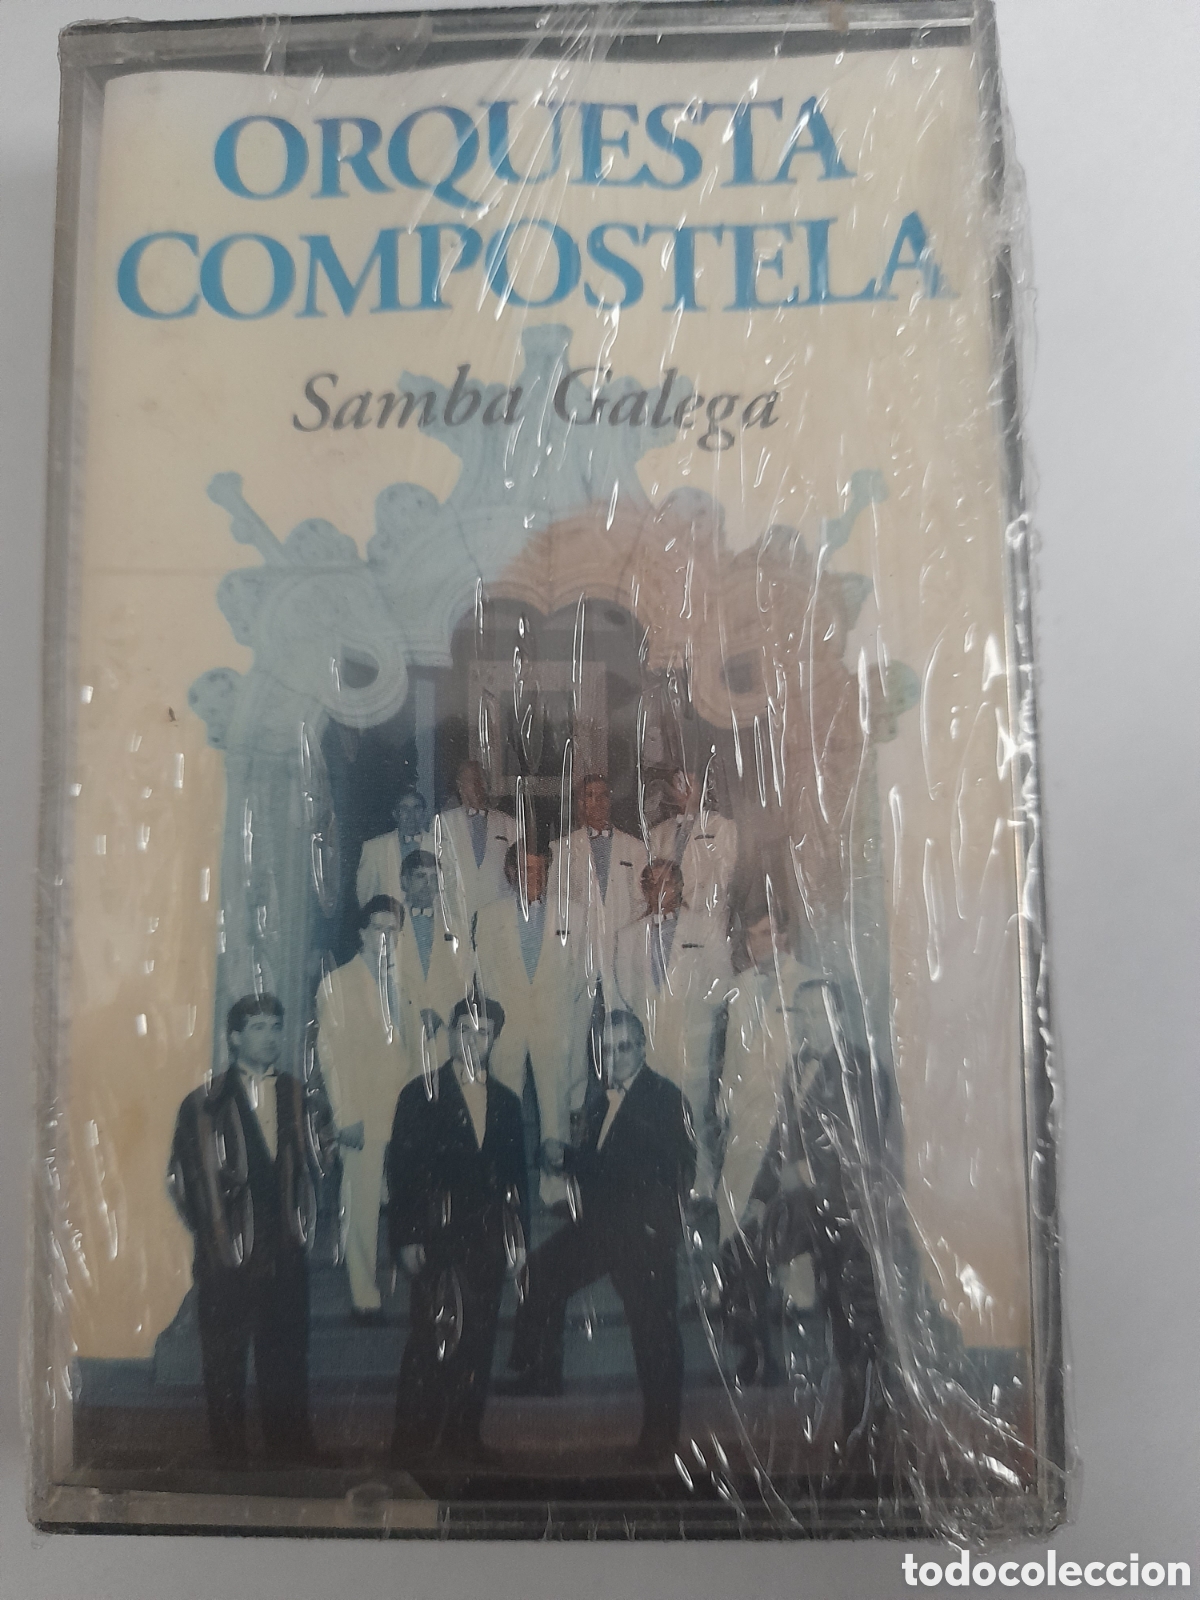 ORQUESTA
COMPOSTELA
Samba Galega
todocoleccion